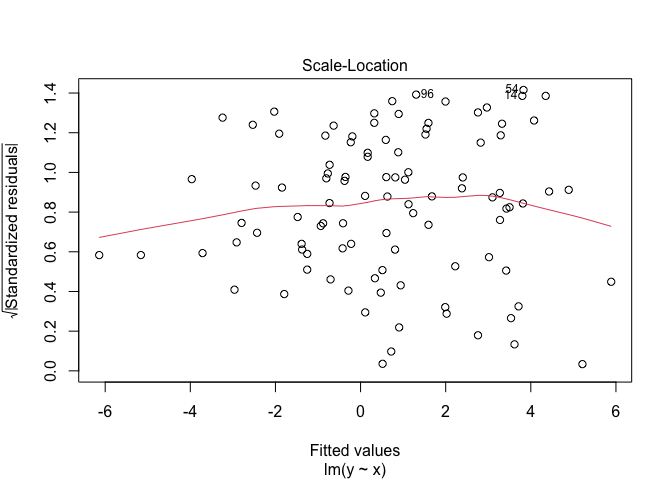 Scale-Location
√|Standardized residuals|
1.4
1.2
1.0
0.8
0.6
0.4
0.2
0.0
96
54
14
-6 -4 -2 0 2 4 6
Fitted values
lm(y ~ x)